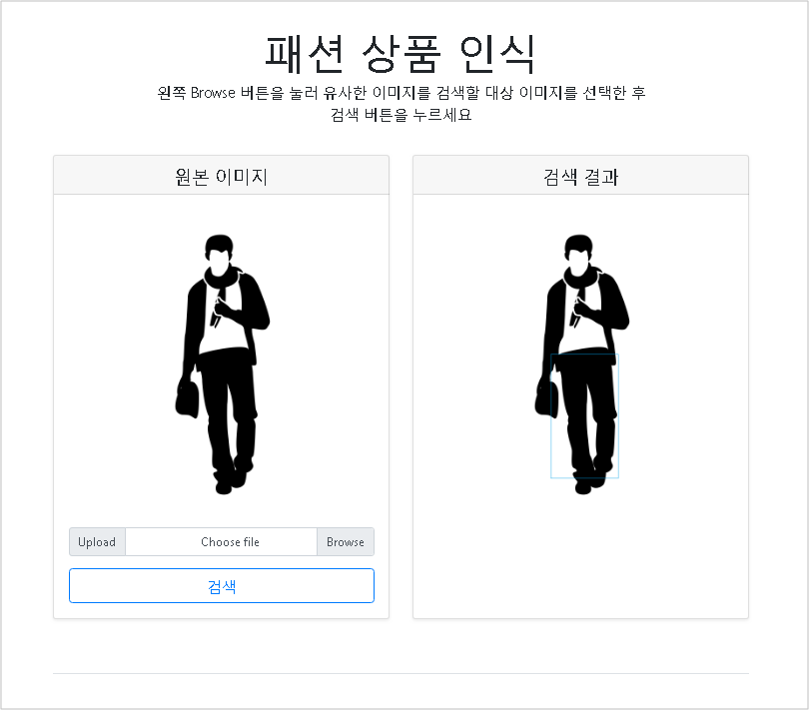 패션 상품 인식
왼쪽 Browse 버튼을 눌러 유사한 이미지를 검색할 대상 이미지를 선택한 후
검색 버튼을 누르세요
원본 이미지
검색 결과
Upload
Choose file
Browse
검색